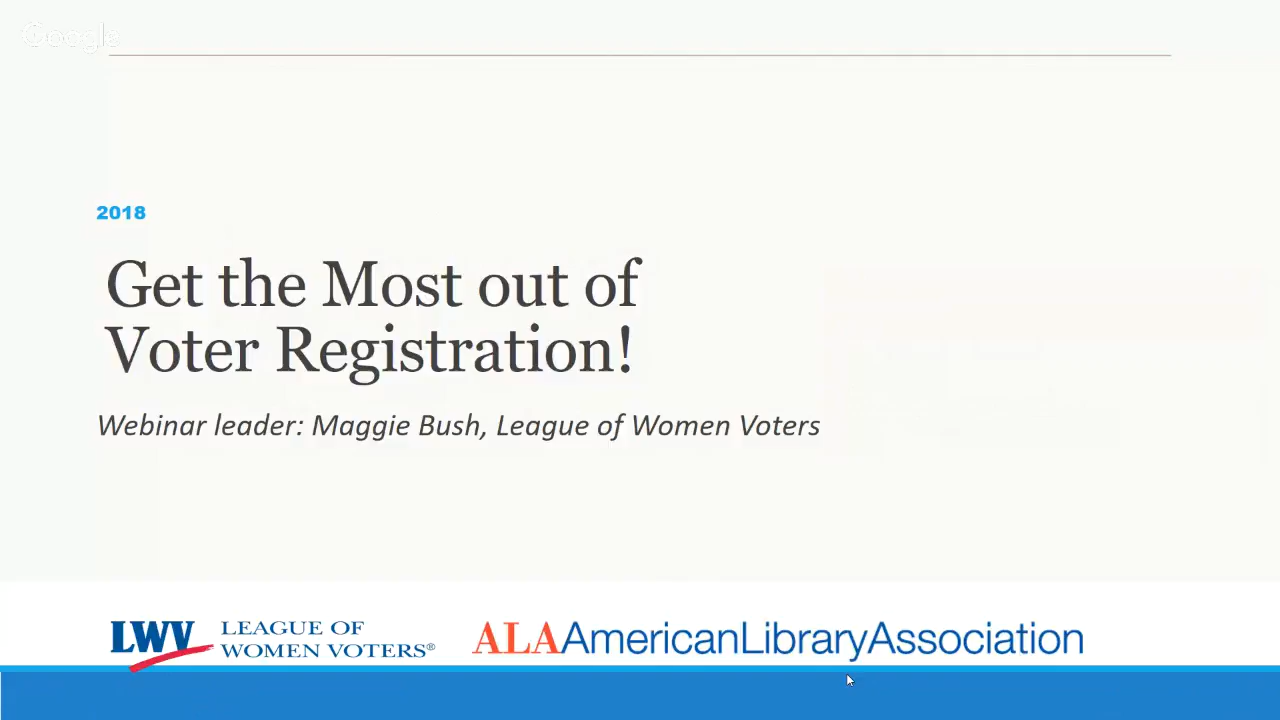 Google
2018
Get the Most out of
Voter Registration!
Webinar leader: Maggie Bush, League of Women Voters
LWV LEAGUE OF
WOMEN VOTERS®
ALAAmericanLibraryAssociation